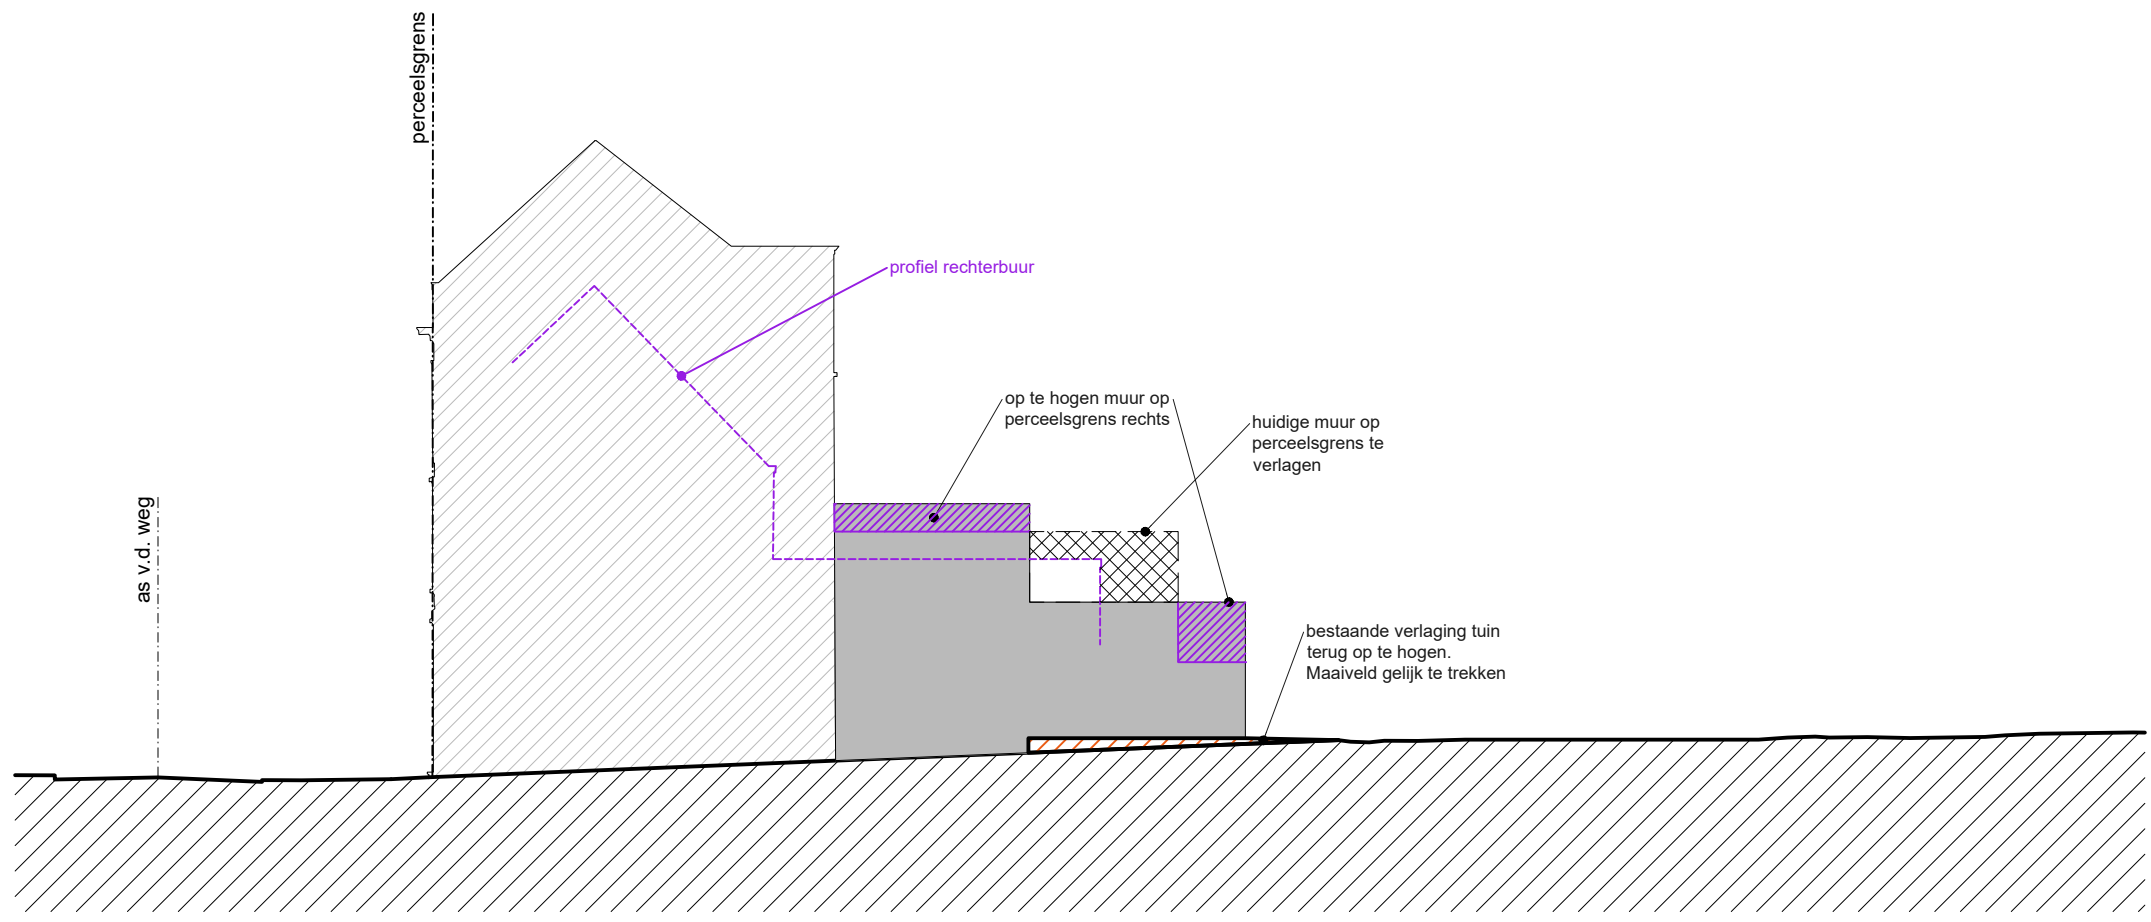 perceelsgrens
as v.d. weg
profiel rechterbuur
op te hogen muur op
perceelsgrens rechts
huidige muur op
perceelsgrens te
verlagen
bestaande verlaging tuin
terug op te hogen.
Maaiveld gelijk te trekken